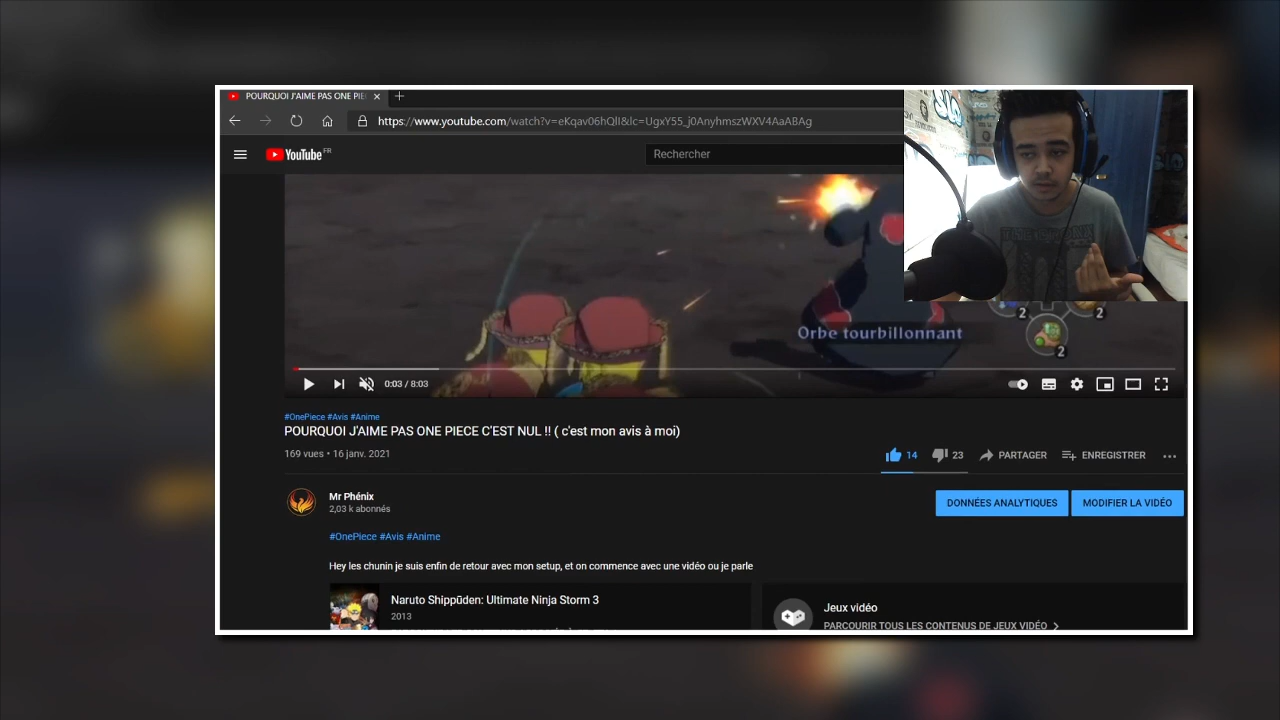 POURQUOI J'AIME PAS ONE PIE
https://www.youtube.com/watch?v=eKqav06hQlI&lc=UgxY55_j0AnyhmszWXV4AaABAg
YouTube FR
Rechercher
2
2
Orbe tourbillonnant
2
0:03 / 8:03
#OnePiece #Avis #Anime
POURQUOI J'AIME PAS ONE PIECE C'EST NUL !! ( c'est mon avis à moi)
169 vues • 16 janv. 2021
14
23
PARTAGER
ENREGISTRER
Mr Phénix
2,03 k abonnés
DONNÉES ANALYTIQUES
MODIFIER LA VIDÉO
#OnePiece #Avis #Anime
Hey les chunin je suis enfin de retour avec mon setup, et on commence avec une vidéo ou je parle
Naruto Shippūden: Ultimate Ninja Storm 3
2013
Jeux vidéo
PARCOURIR TOUS LES CONTENUS DE JEUX VIDÉO